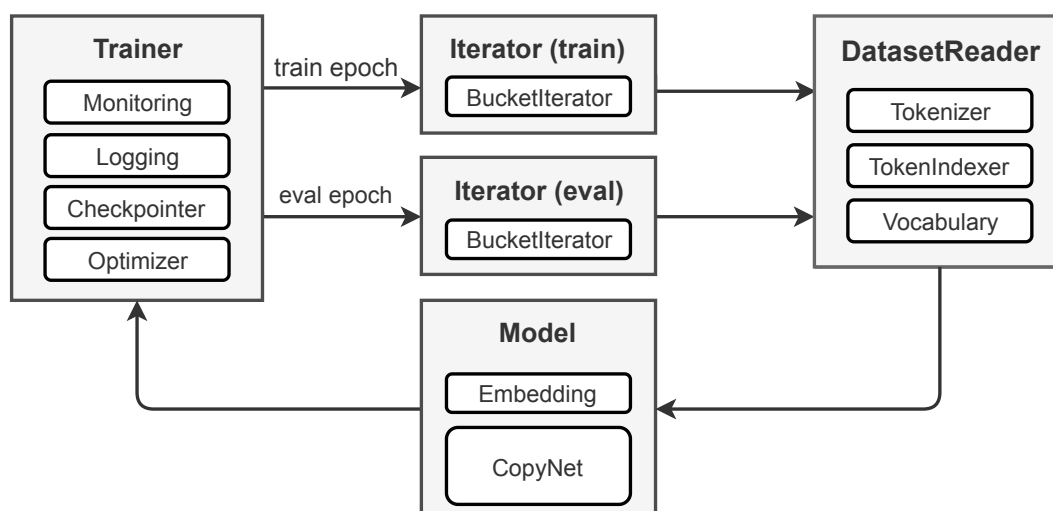 Trainer
Monitoring
Logging
Checkpointer
Optimizer
train epoch
eval epoch
Iterator (train)
BucketIterator
Iterator (eval)
BucketIterator
Model
Embedding
CopyNet
DatasetReader
Tokenizer
TokenIndexer
Vocabulary